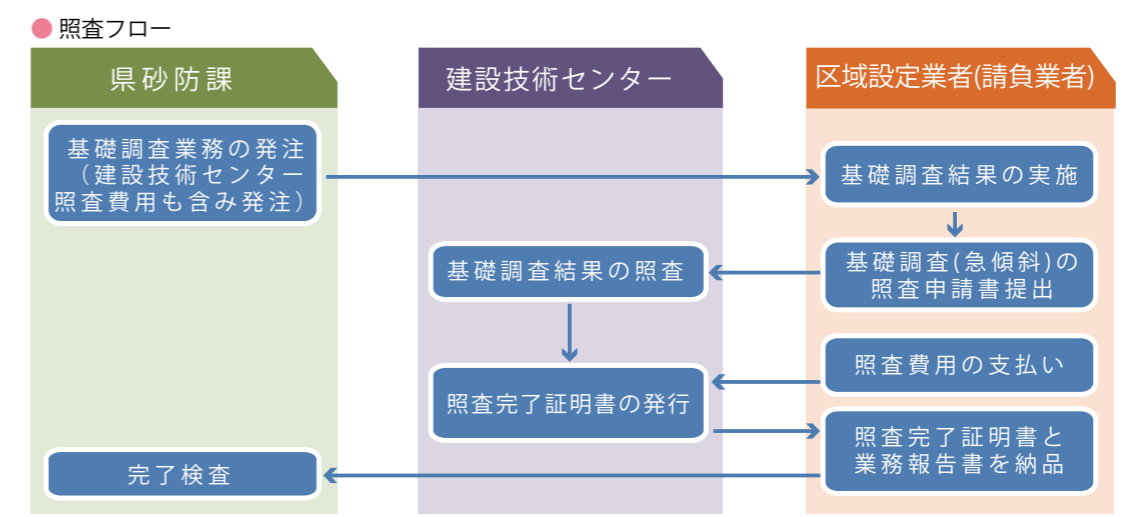 照査フロー
県砂防課
建設技術センター
区域設定業者(請負業者)
基礎調査業務の発注
（建設技術センター
照査費用も含み発注）
基礎調査結果の実施
基礎調査結果の照査
基礎調査(急傾斜)の
照査申請書提出
照査費用の支払い
照査完了証明書の発行
照査完了証明書と
業務報告書を納品
完了検査